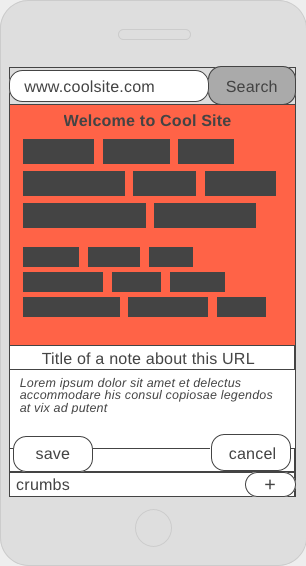 www.coolsite.com
Search
Welcome to Cool Site
Title of a note about this URL
Lorem ipsum dolor sit amet et delectus
accommodare his consul copiosae legendos
at vix ad putent
save
cancel
crumbs
+